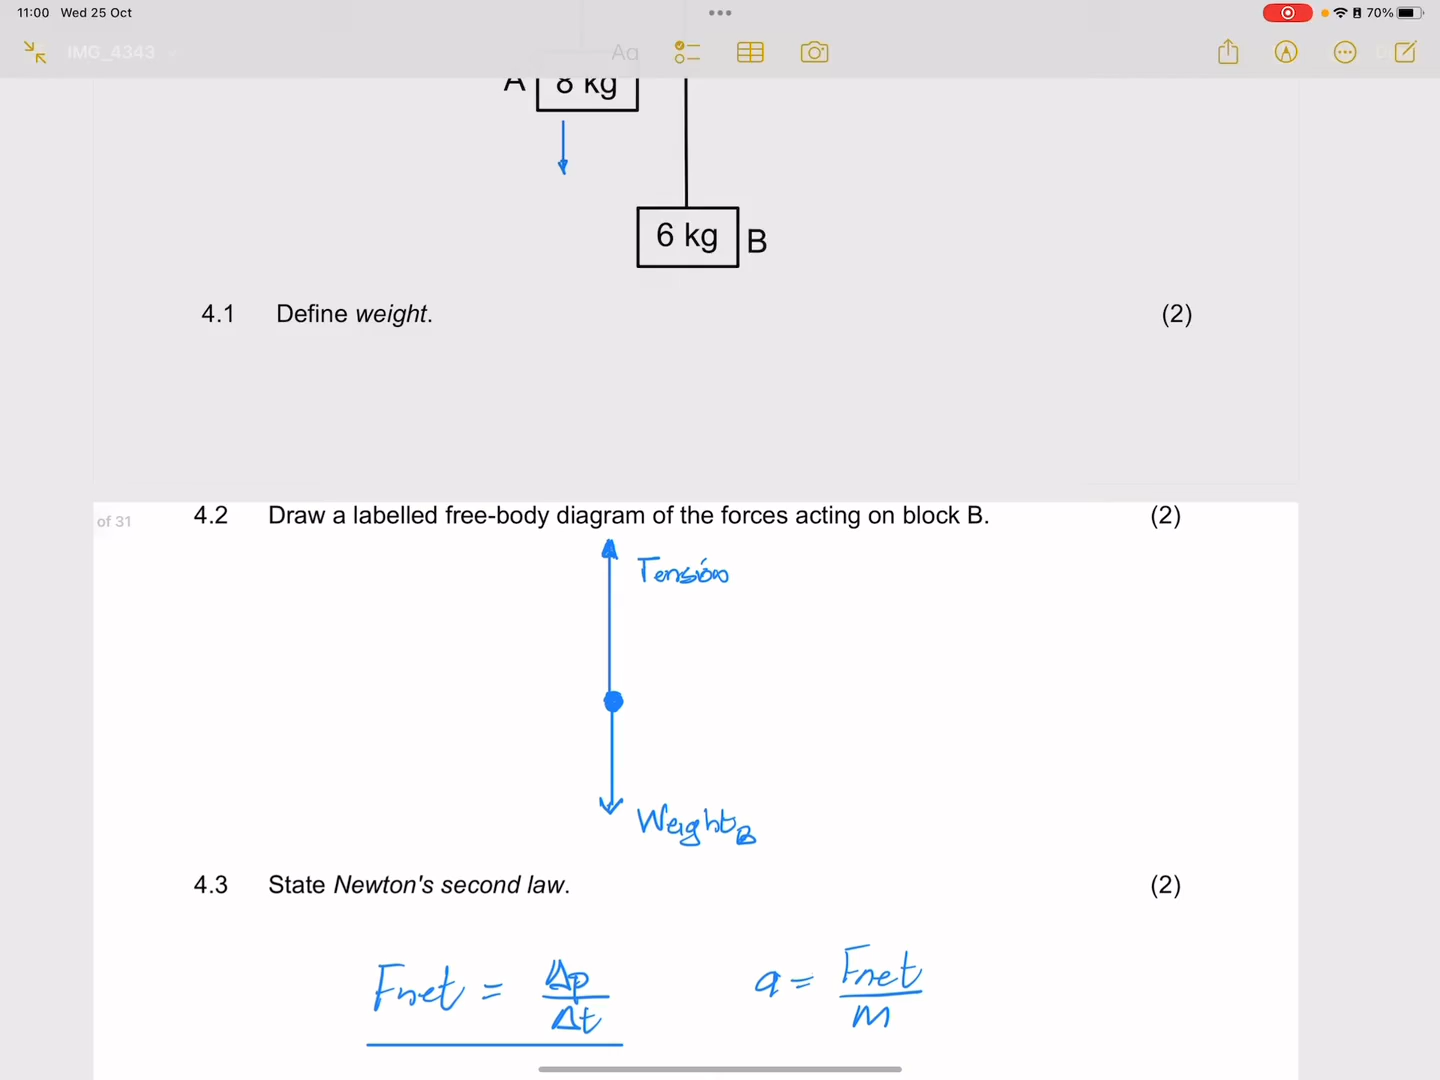 11:00 Wed 25 Oct
70%
IMG_4343
Aa
A 8 kg
6 kg B
4.1 Define weight. (2)
of 31
4.2 Draw a labelled free-body diagram of the forces acting on block B. (2)
Tension
Weight B
4.3 State Newton's second law. (2)
Fnet = Δp/Δt
a = Fnet/m